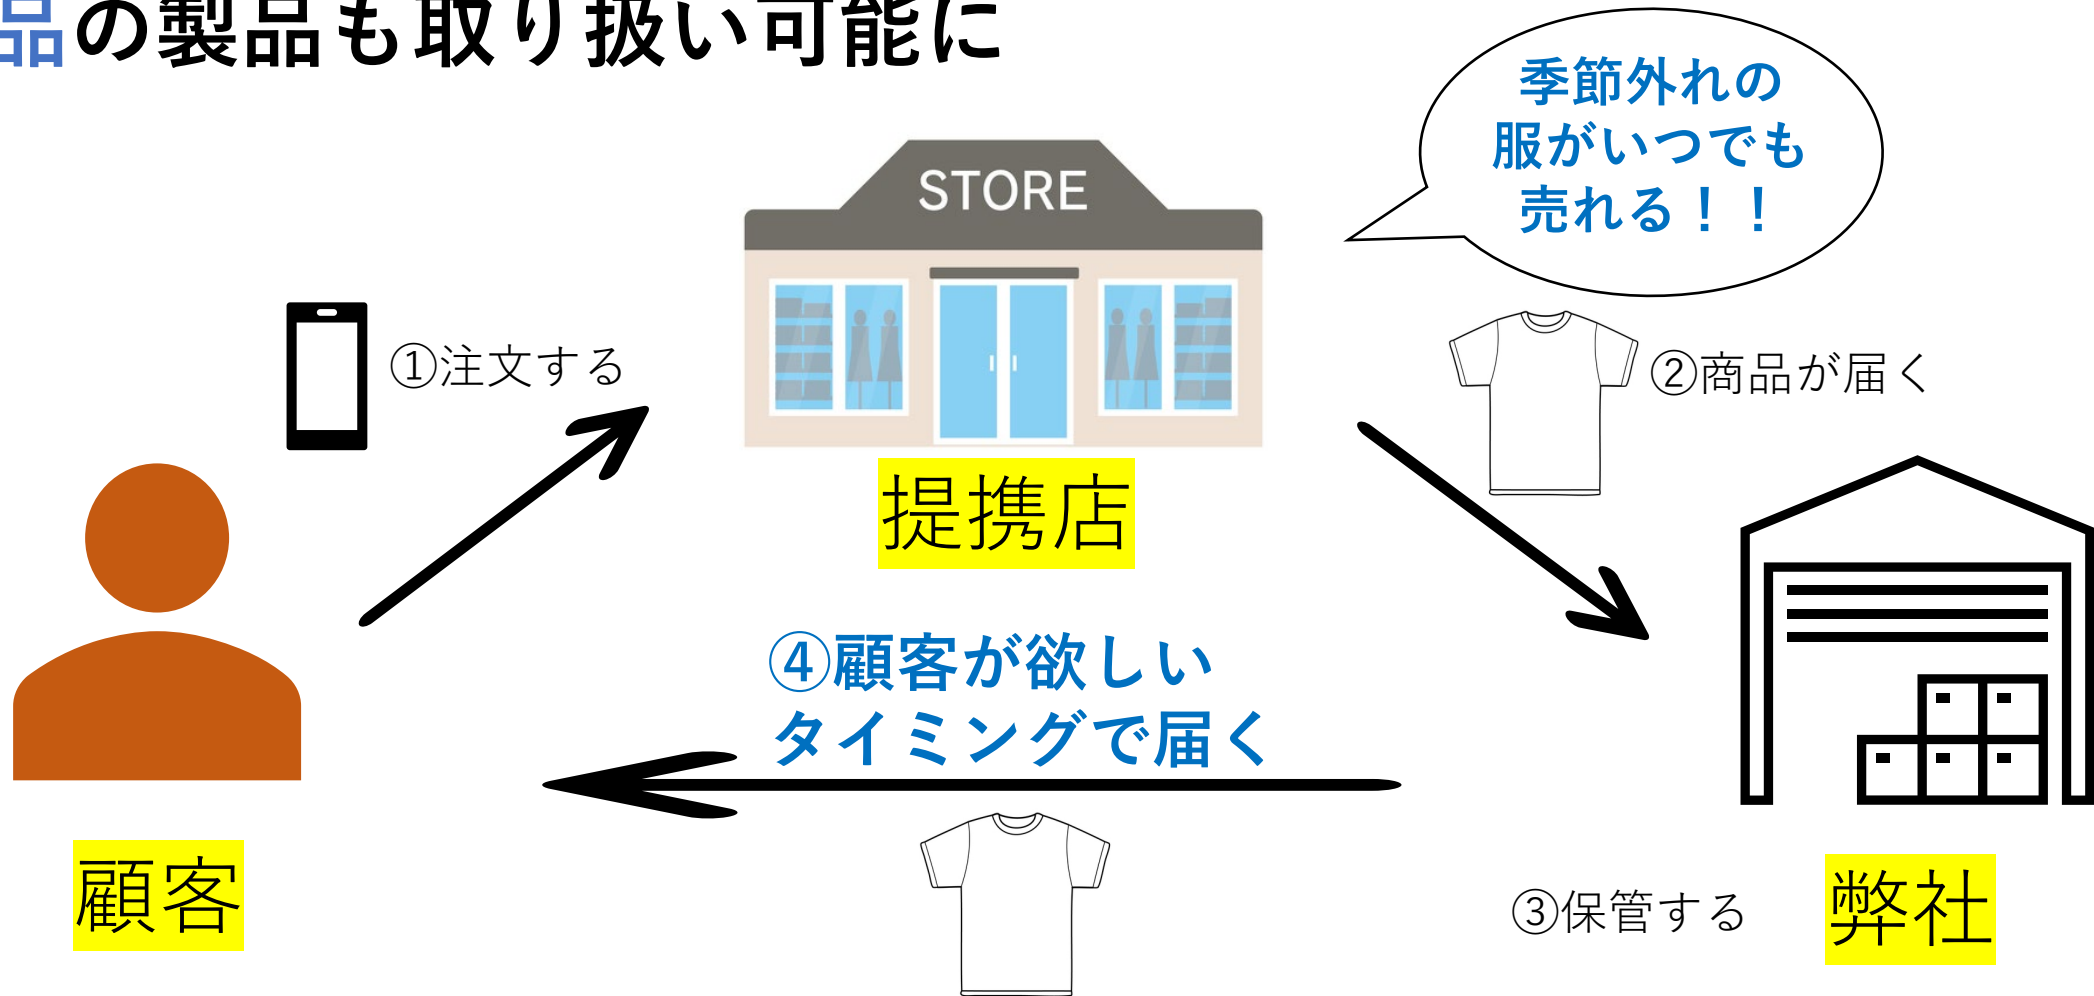 品の製品も取り扱い可能に
季節外れの
服がいつでも
売れる！！
STORE
①注文する
②商品が届く
提携店
④顧客が欲しい
タイミングで届く
顧客
③保管する
弊社